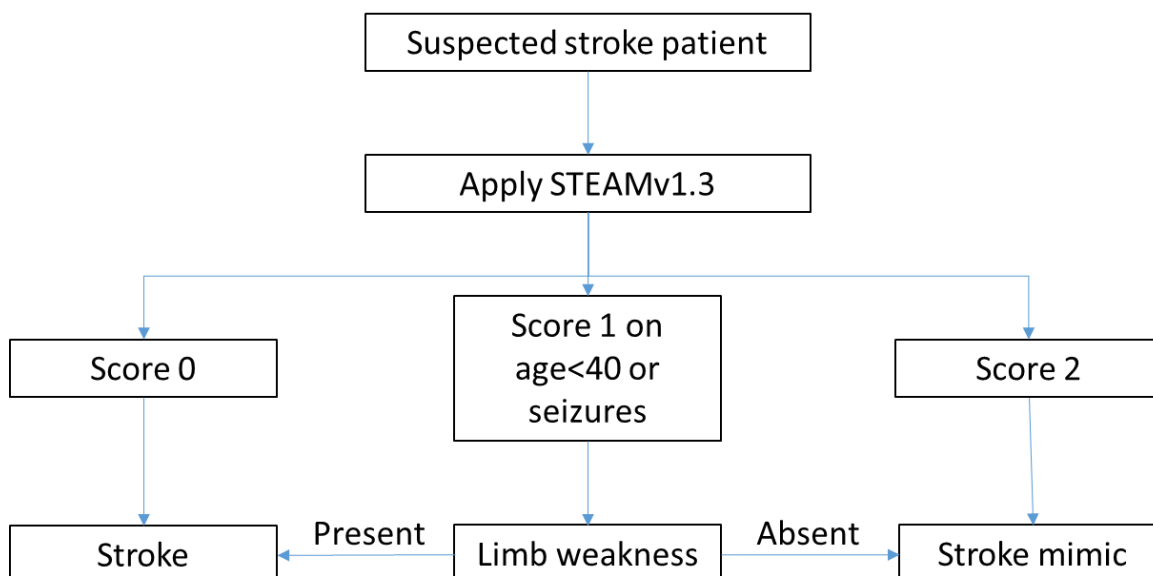 Suspected stroke patient
Apply STEAMv1.3
Score 0
Score 1 on
age<40 or
seizures
Score 2
Stroke
Present
Limb weakness
Absent
Stroke mimic